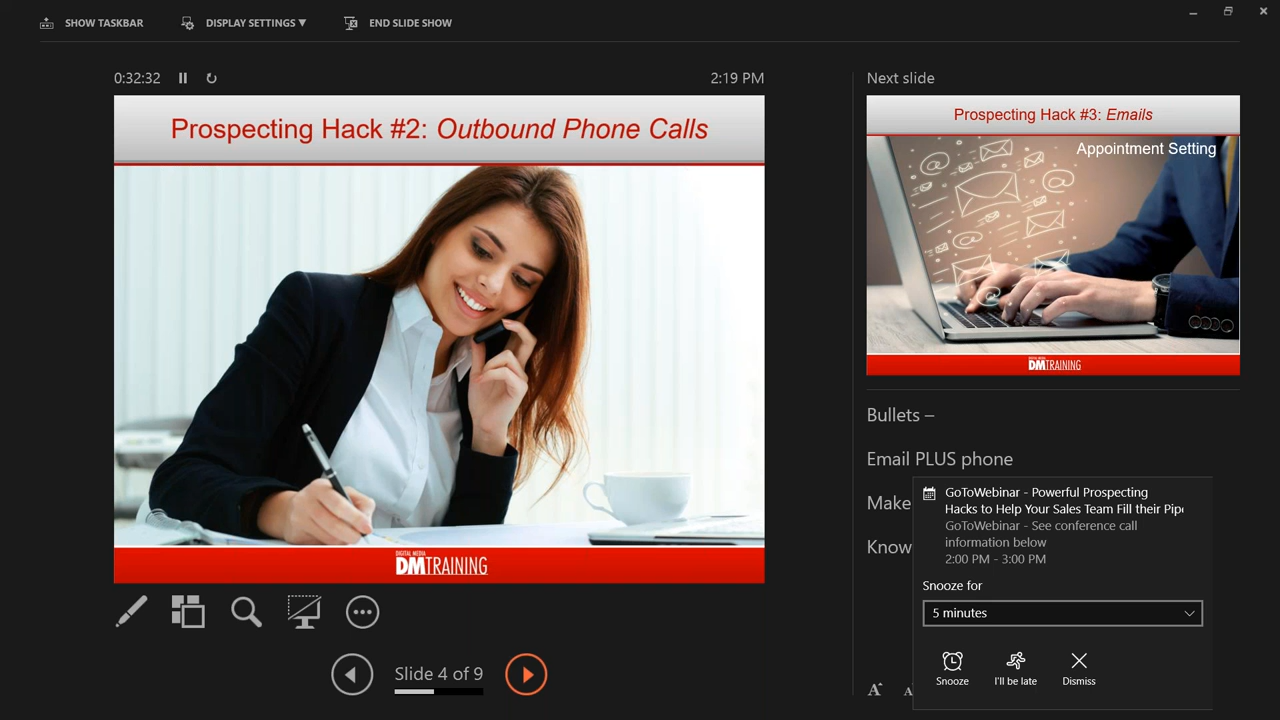 SHOW TASKBAR
DISPLAY SETTINGS ▼
END SLIDE SHOW
0:32:32
2:19 PM
Prospecting Hack #2: Outbound Phone Calls
DIGITAL MEDIA
DMTRAINING
Slide 4 of 9
Next slide
Prospecting Hack #3: Emails
Appointment Setting
DIGITAL MEDIA
DMTRAINING
Bullets –
Email PLUS phone
Make
Know
GoToWebinar - Powerful Prospecting
Hacks to Help Your Sales Team Fill their Pip
GoToWebinar - See conference call
information below
2:00 PM - 3:00 PM
Snooze for
5 minutes
Snooze
I'll be late
Dismiss
A
A